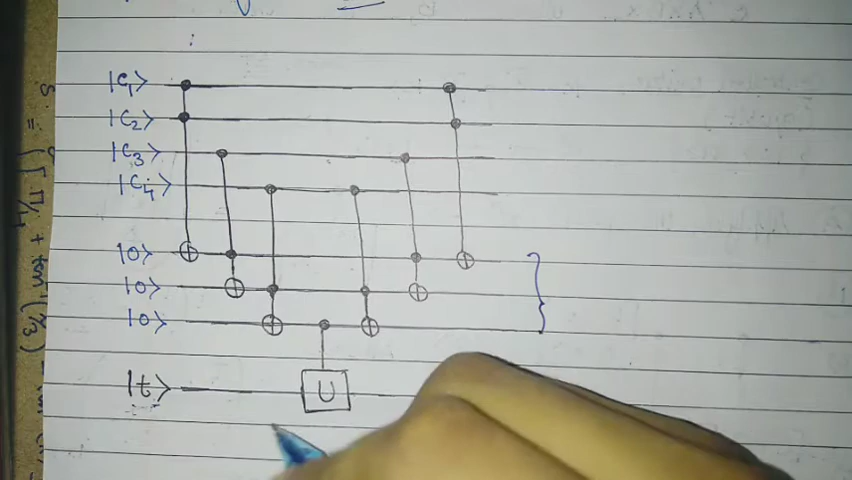 |C₁⟩
|C₂⟩
|C₃⟩
|C₄⟩
|0⟩
|0⟩
|0⟩
|t⟩
U